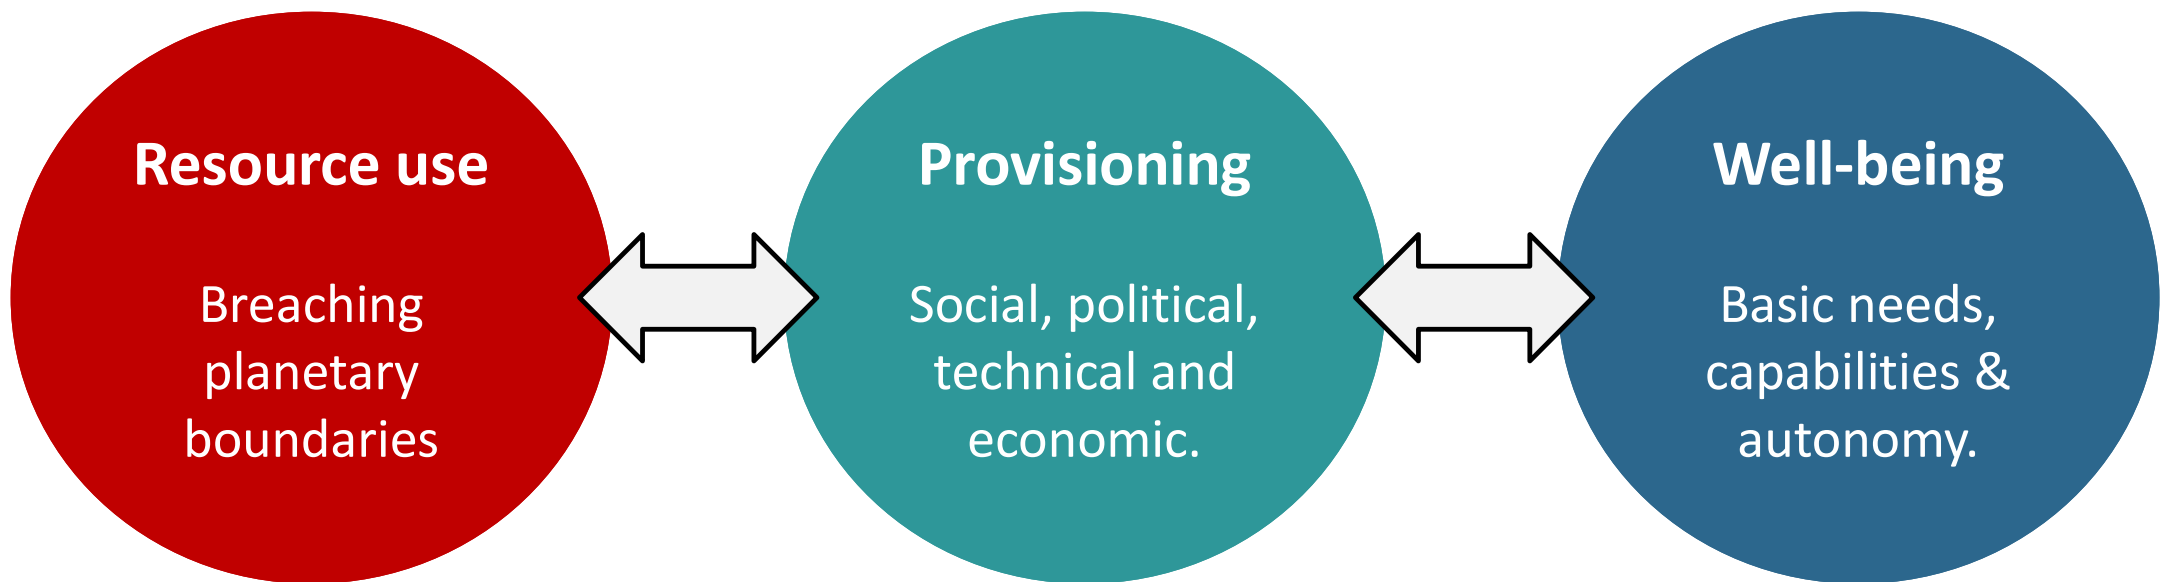 Resource use
Breaching
planetary
boundaries
Provisioning
Social, political,
technical and
economic.
Well-being
Basic needs,
capabilities &
autonomy.